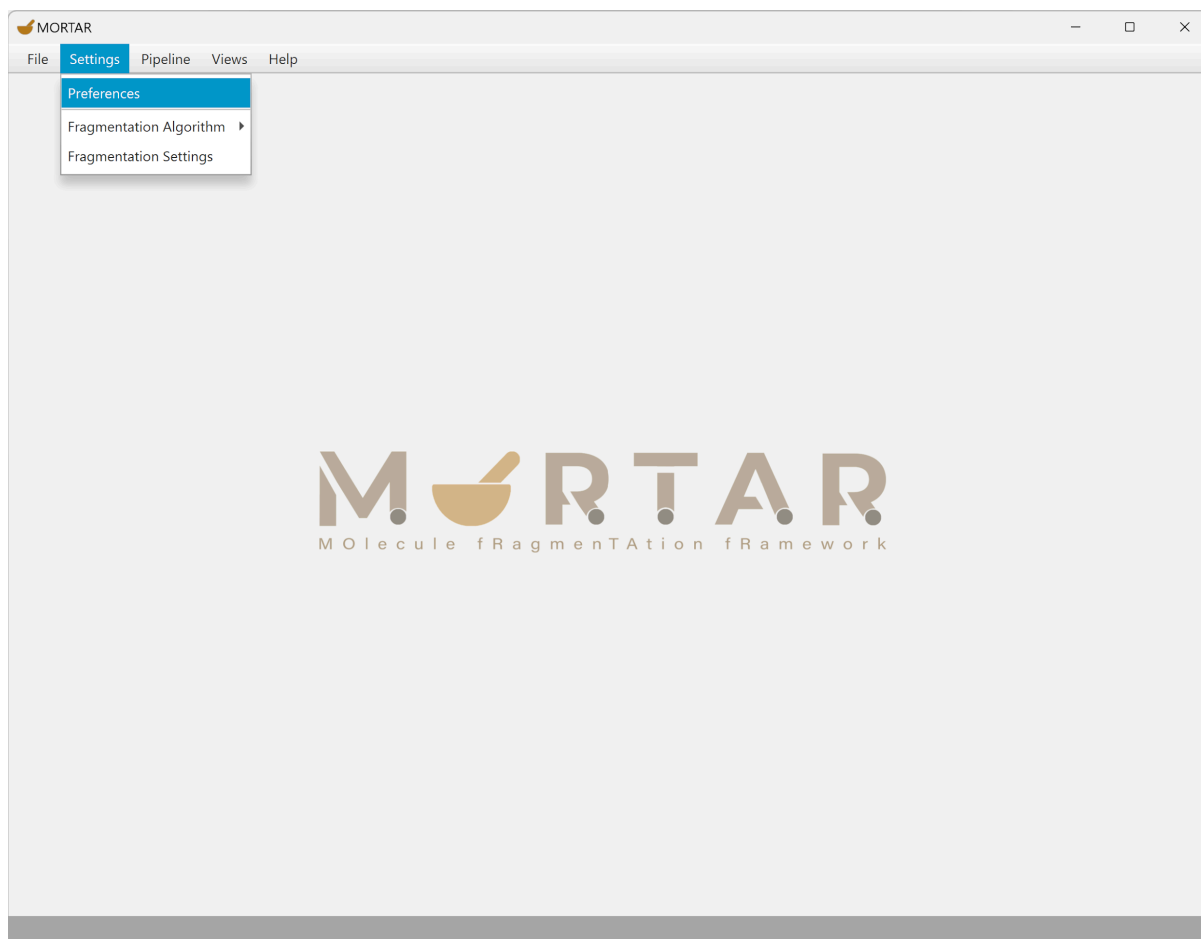 MORTAR
File Settings Pipeline Views Help
Preferences
Fragmentation Algorithm
Fragmentation Settings
MORTAR
MOlecule fRagmenTAtion fRamework